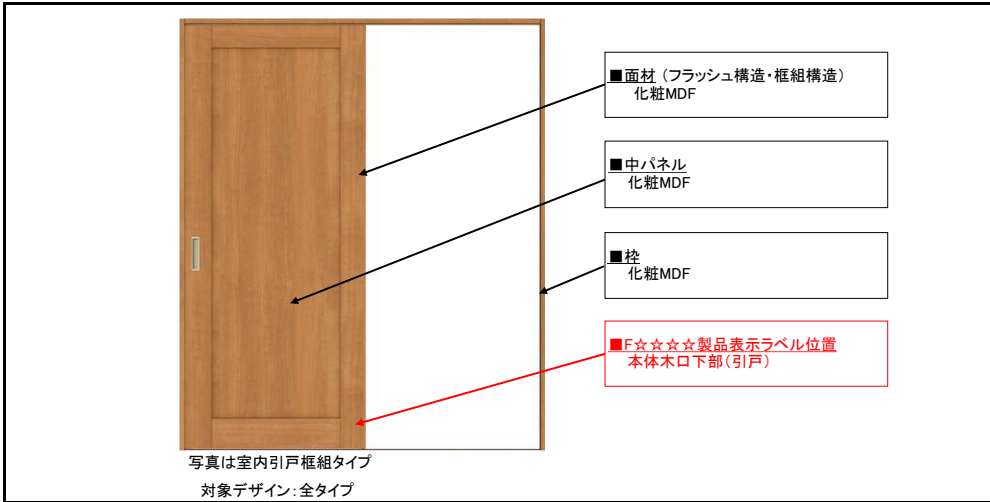 ■面材（フラッシュ構造・框組構造）
化粧MDF
■中パネル
化粧MDF
■枠
化粧MDF
■F☆☆☆☆製品表示ラベル位置
本体木口下部（引戸）
写真は室内引戸框組タイプ
対象デザイン：全タイプ